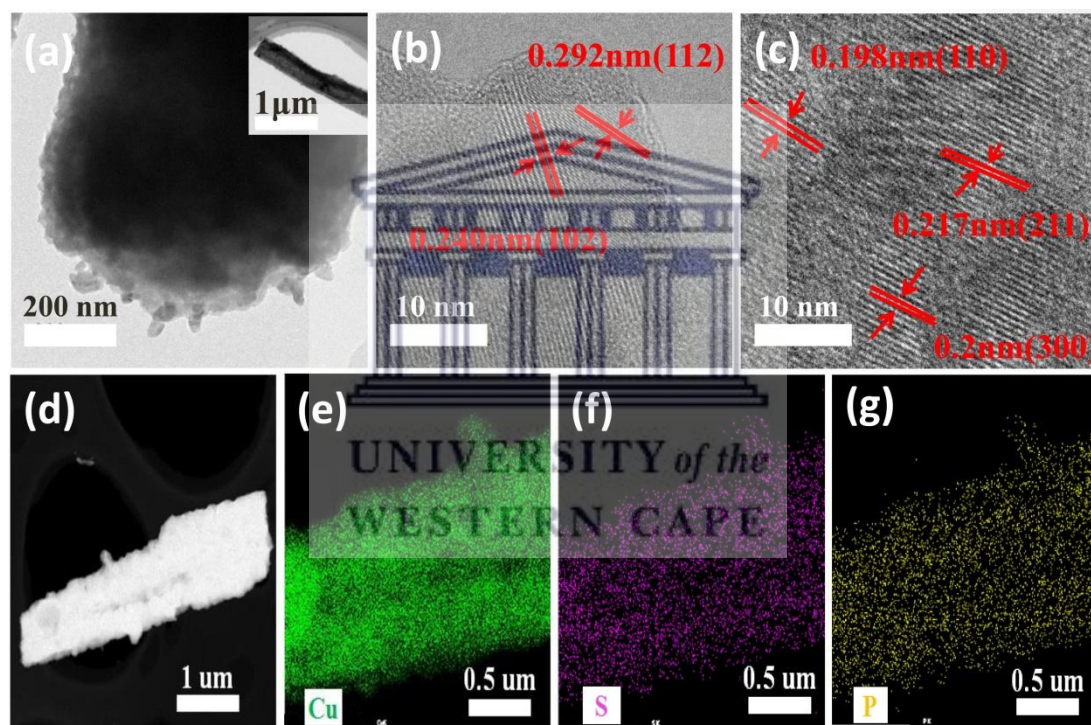 (a)
1µm
200 nm
(b)
0.292nm(112)
0.240nm(102)
10 nm
(c)
0.198nm(110)
0.217nm(211)
0.2nm(300)
10 nm
(d)
1 um
(e)
Cu
0.5 um
(f)
S
0.5 um
(g)
P
0.5 um
UNIVERSITY of the
WESTERN CAPE